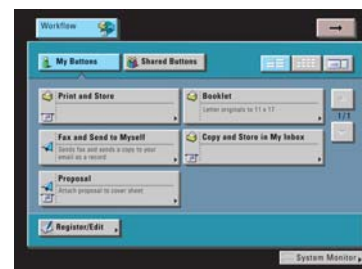 Workflow
My Buttons
Shared Buttons
Print and Store
Booklet
Letter originals to 11 x 17
1/1
Fax and Send to Myself
Sends fax and sends a copy to your
email as a record
Copy and Store in My Inbox
Proposal
Attach proposal to cover sheet
Register/Edit
System Monitor